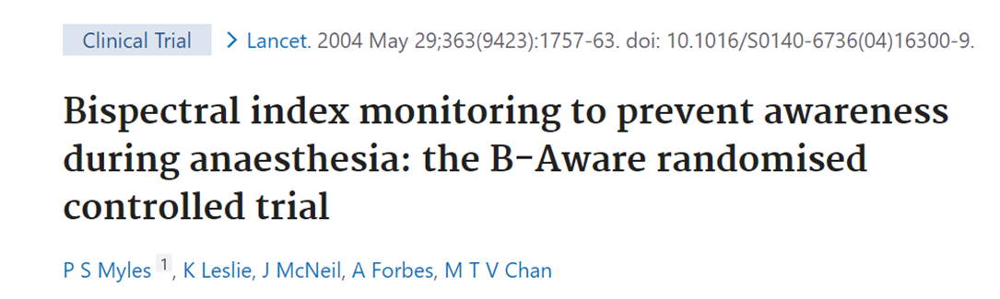 Clinical Trial > Lancet. 2004 May 29;363(9423):1757-63. doi: 10.1016/S0140-6736(04)16300-9.
Bispectral index monitoring to prevent awareness
during anaesthesia: the B-Aware randomised
controlled trial
P S Myles 1, K Leslie, J McNeil, A Forbes, M T V Chan